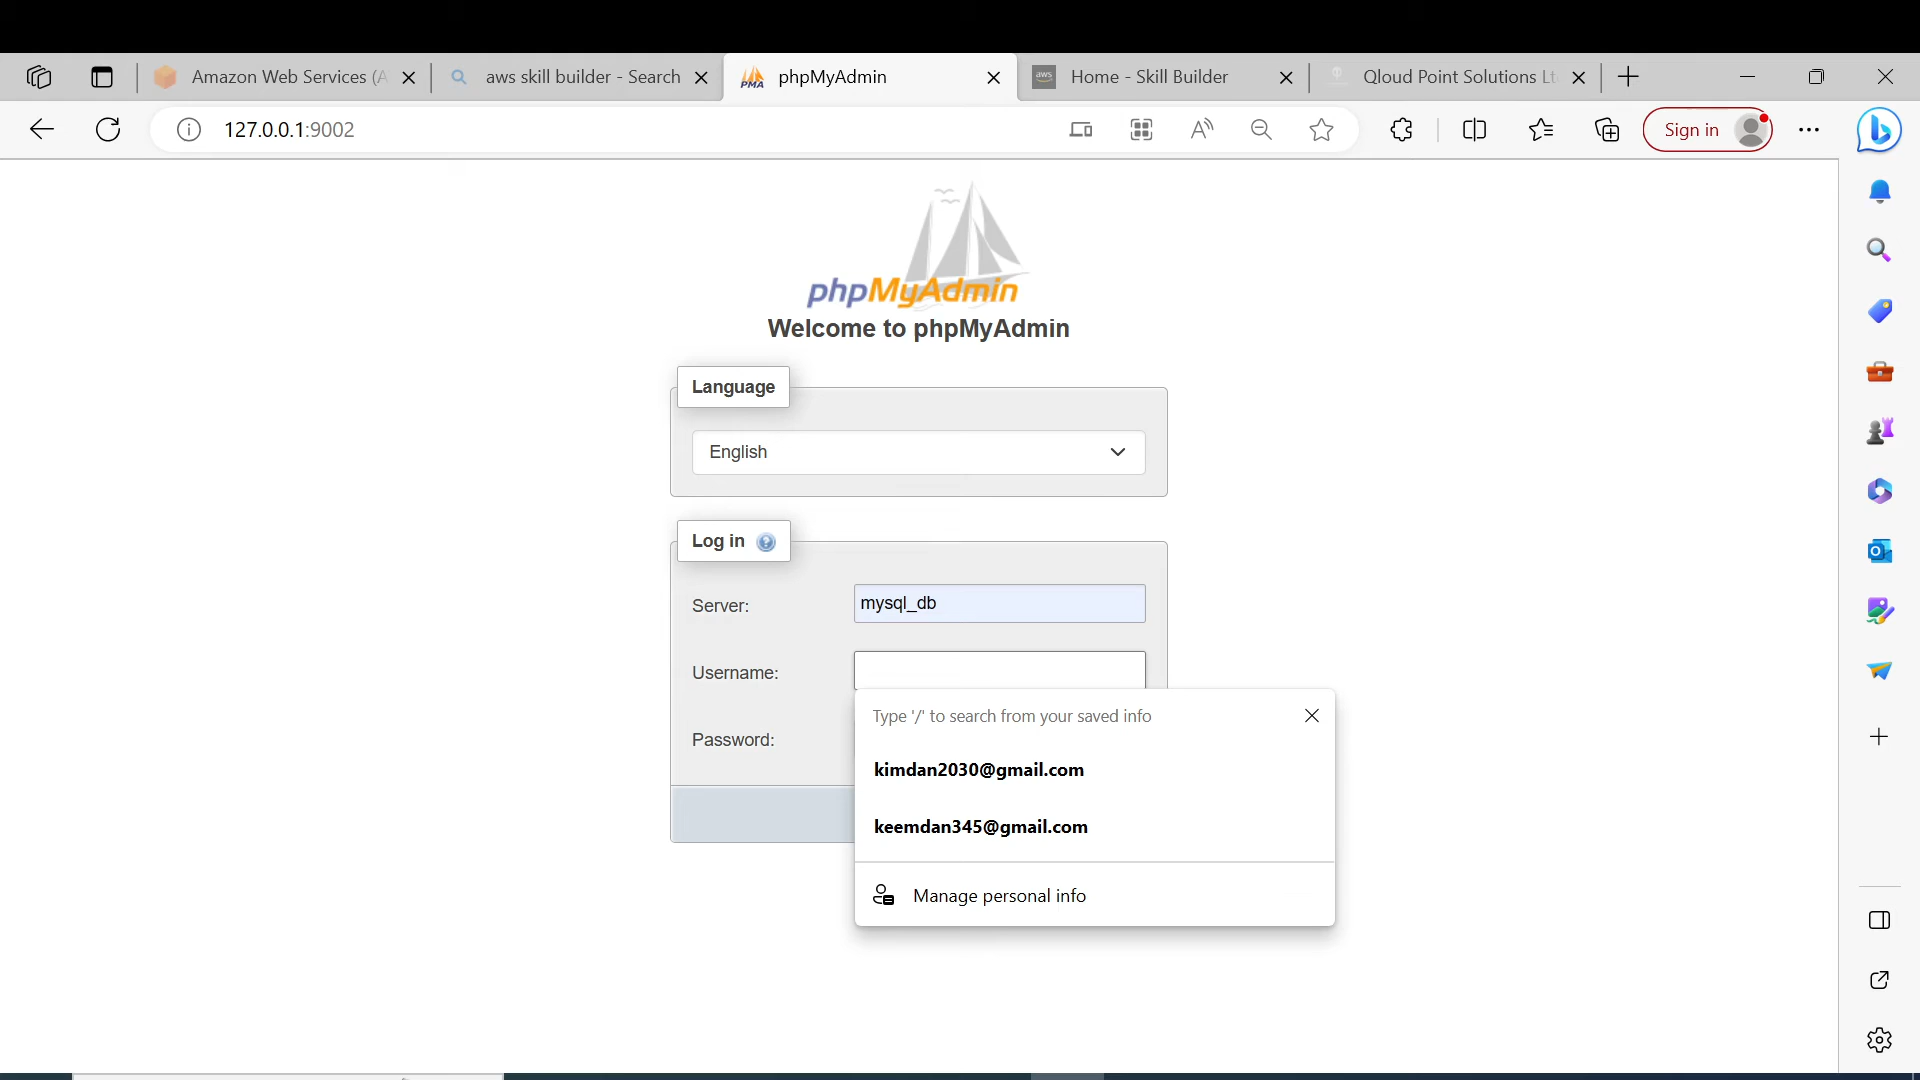 Amazon Web Services (A
aws skill builder - Search
PMA
phpMyAdmin
aws
Home - Skill Builder
Qloud Point Solutions Lt
127.0.0.1:9002
Sign in
phpMyAdmin
Welcome to phpMyAdmin
Language
English
Log in
Server:
mysql_db
Username:
Type '/' to search from your saved info
Password:
kimdan2030@gmail.com
keemdan345@gmail.com
Manage personal info